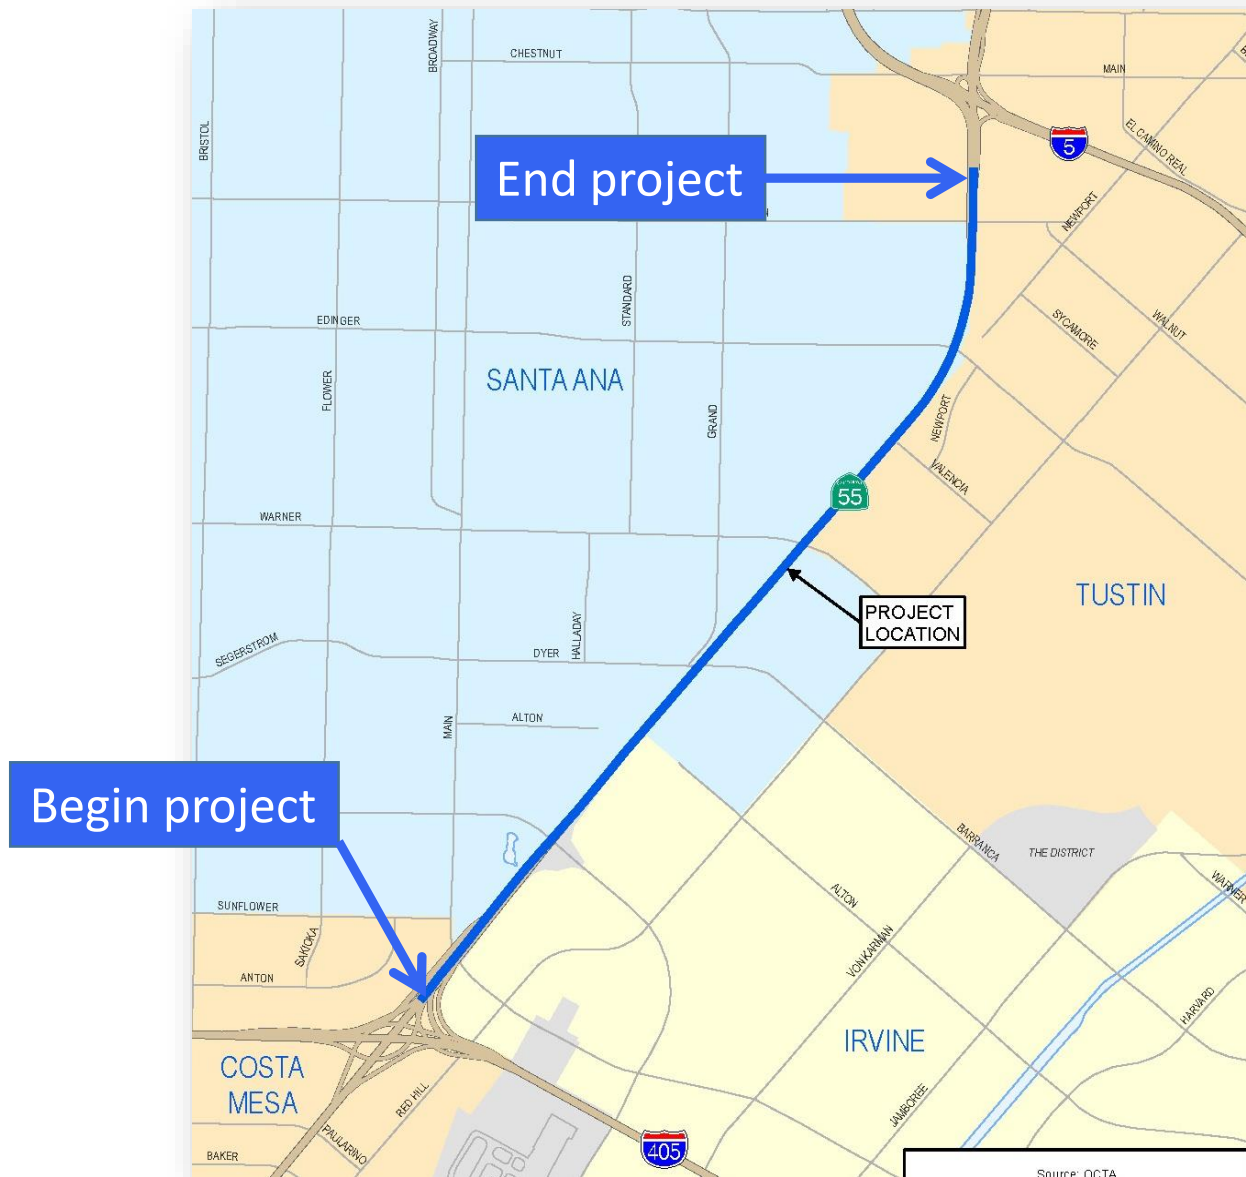 BROADWAY
CHESTNUT
MAIN
BRISTOL
EL CAMINO REAL
5
End project
NEWPORT
STANDARD
EDINGER
SYCAMORE
WALNUT
FLOWER
SANTA ANA
GRAND
NEWPORT
VALENCIA
55
WARNER
PROJECT
LOCATION
TUSTIN
HALLADAY
SEGERSTROM
DYER
MAIN
ALTON
Begin project
BARRANCA
THE DISTRICT
ALTON
WARNER
SUNFLOWER
SAKIOKA
VON KARMAN
ANTON
HARVARD
IRVINE
COSTA
MESA
RED HILL
JAMBOREE
PAULARINO
405
BAKER
Source: OCTA